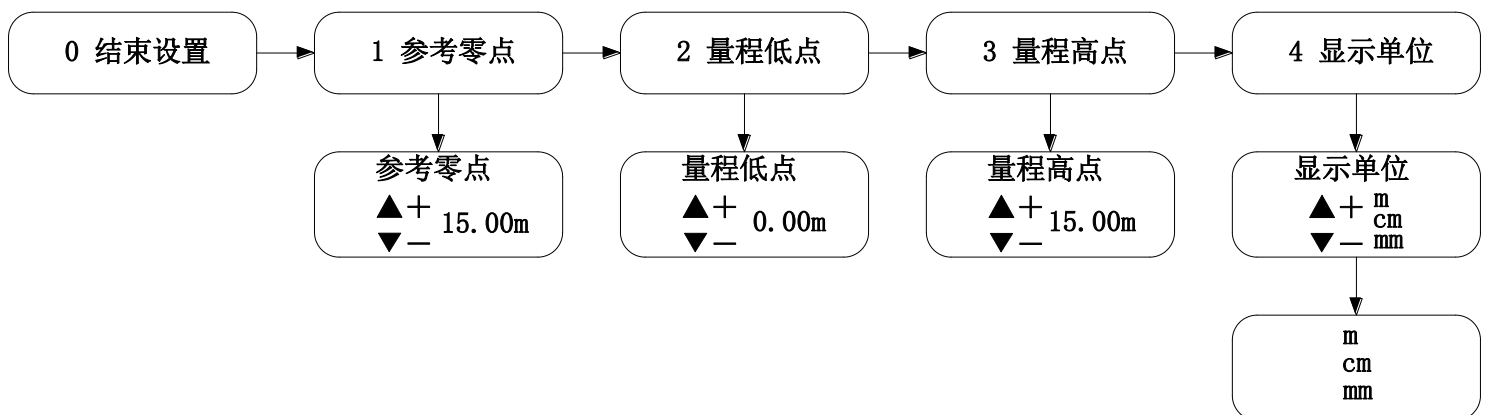 0 结束设置
1 参考零点
2 量程低点
3 量程高点
4 显示单位
参考零点
▲+ 15.00m
▼-
量程低点
▲+ 0.00m
▼-
量程高点
▲+ 15.00m
▼-
显示单位
▲+ m
cm
▼- mm
m
cm
mm